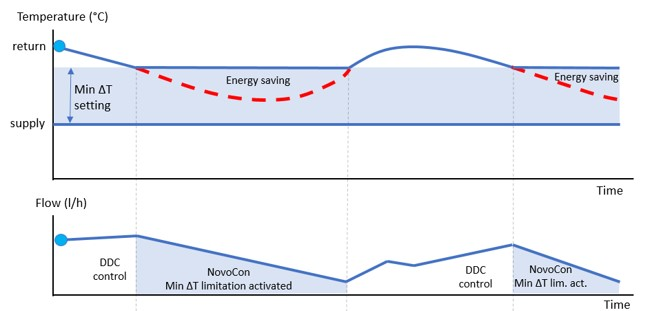 Temperature (°C)
return
Energy saving
Energy saving
Min ΔT
setting
supply
Time
Flow (l/h)
DDC
control
NovoCon
Min ΔT limitation activated
DDC
control
NovoCon
Min ΔT lim. act.
Time